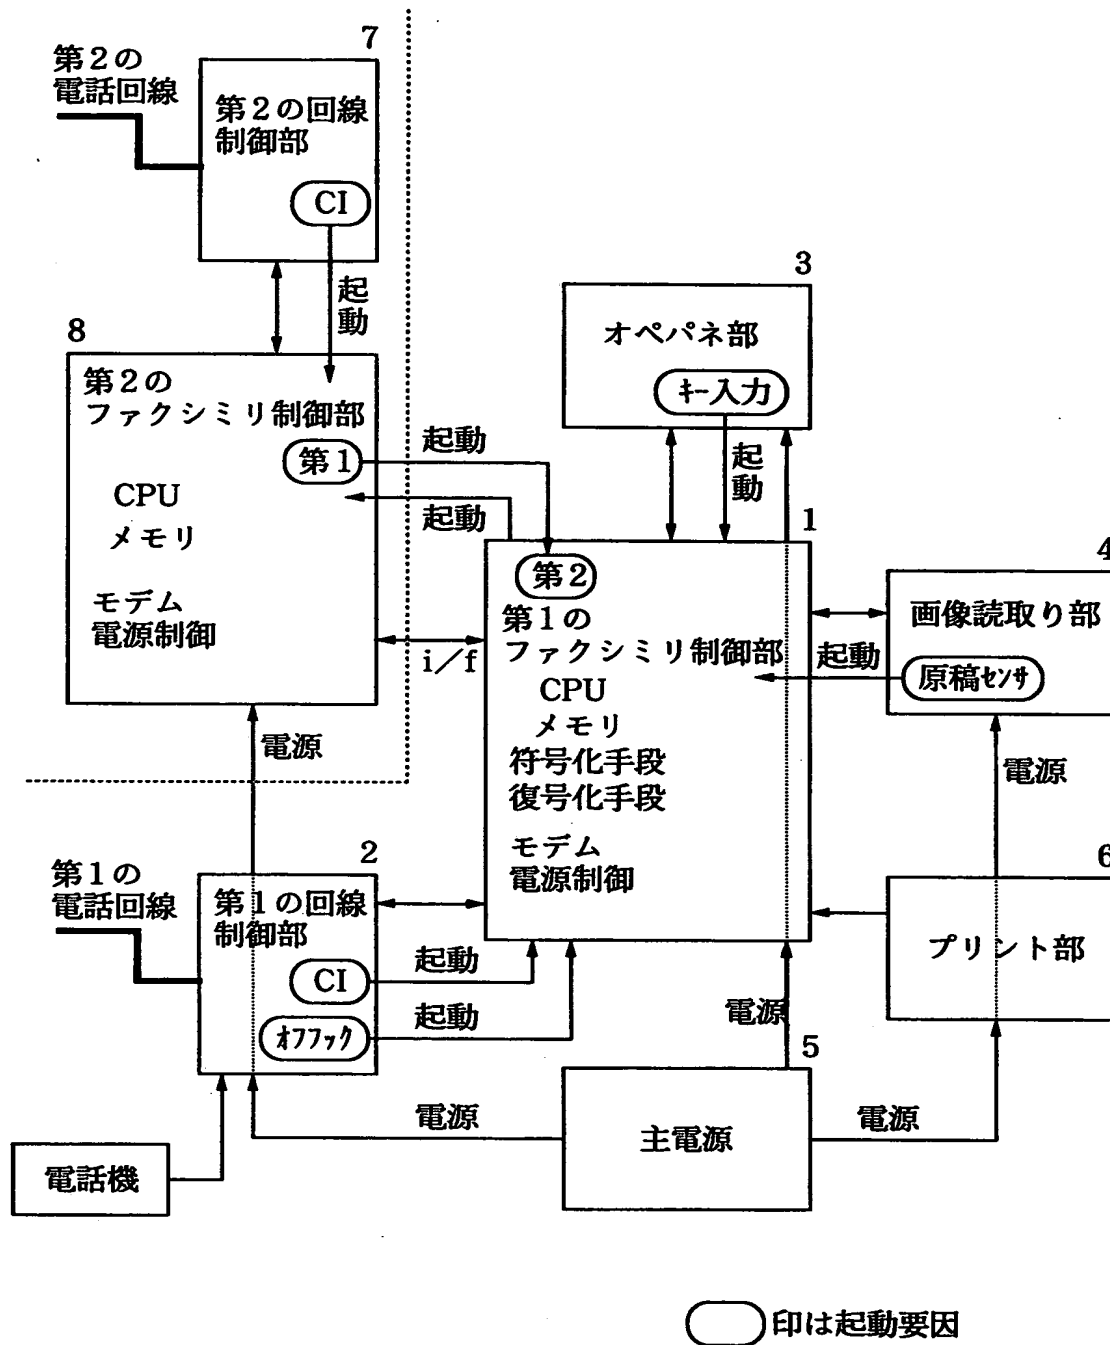 7
第2の
電話回線
第2の回線
制御部
CI
起
動
8
第2の
ファクシミリ制御部
第1
CPU
メモリ
モデム
電源制御
起動
起動
3
オペパネ部
キー入力
起
動
1
第2
第1の
ファクシミリ制御部
CPU
メモリ
符号化手段
復号化手段
モデム
電源制御
i/f
4
画像読取り部
起動
原稿センサ
電源
電源
6
プリント部
2
第1の
電話回線
第1の回線
制御部
CI
起動
オフフック
起動
電源
5
主電源
電源
電源
電話機
印は起動要因